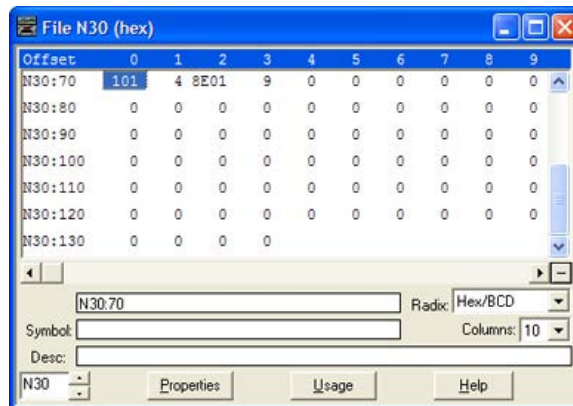 File N30 (hex)
Offset 0 1 2 3 4 5 6 7 8 9
N30:70 101 4 8E01 9 0 0 0 0 0 0
N30:80 0 0 0 0 0 0 0 0 0 0
N30:90 0 0 0 0 0 0 0 0 0 0
N30:100 0 0 0 0 0 0 0 0 0 0
N30:110 0 0 0 0 0 0 0 0 0 0
N30:120 0 0 0 0 0 0 0 0 0 0
N30:130 0 0 0 0
N30:70 Radix: Hex/BCD
Symbol: Columns: 10
Desc:
N30 Properties Usage Help